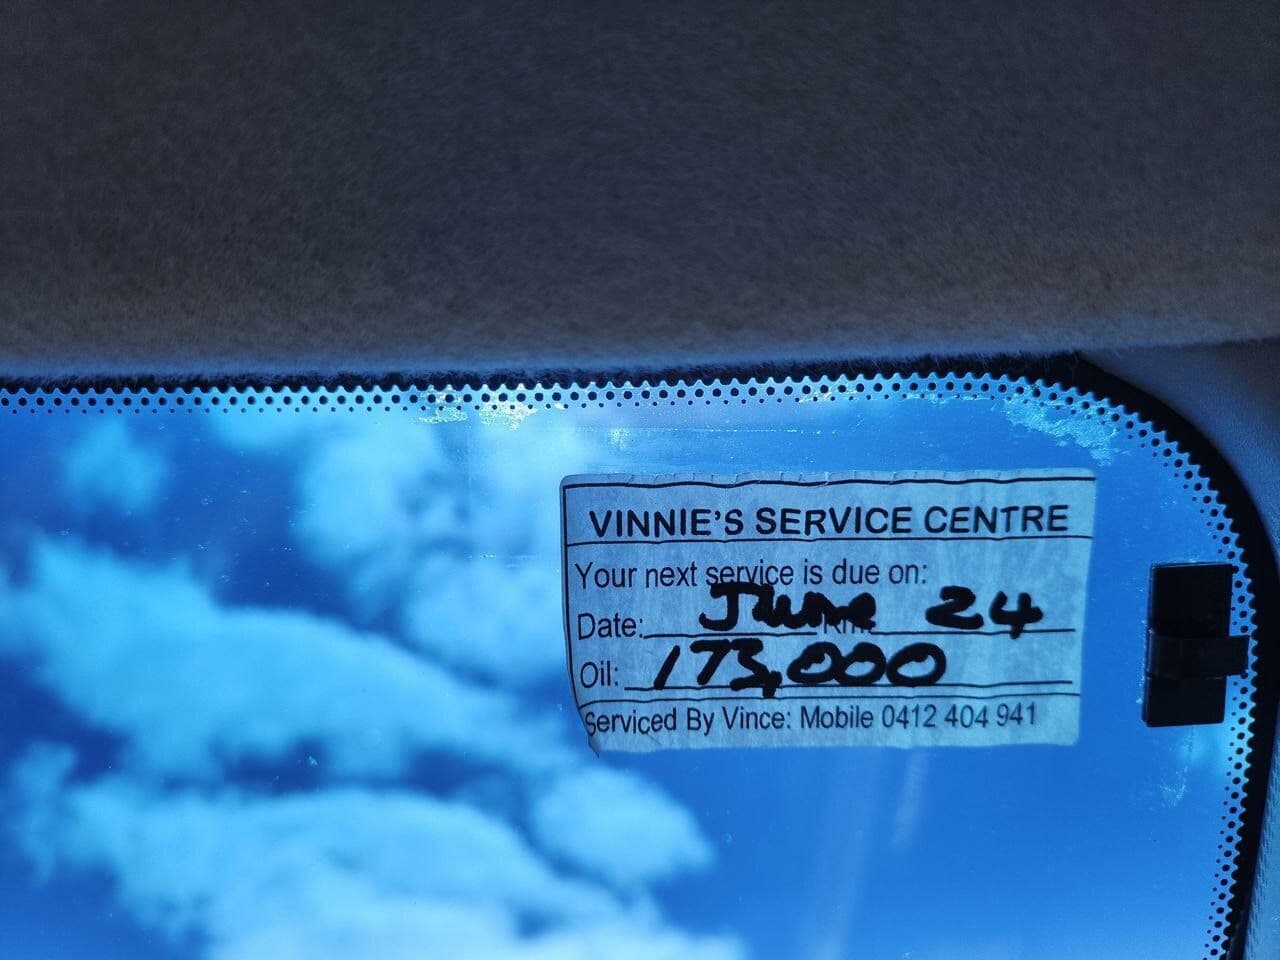 VINNIE'S SERVICE CENTRE
Your next service is due on:
Date: June Km: 24
Oil: 173,000
Serviced By Vince: Mobile 0412 404 941